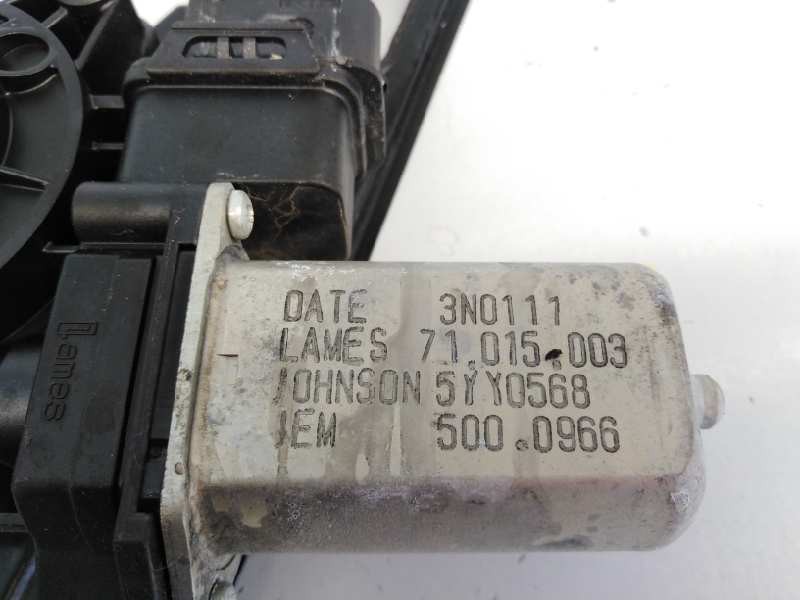 DATE 3N0111
LAMES 71.015.003
JOHNSON 5YY0568
IEM 500.0966
Lames